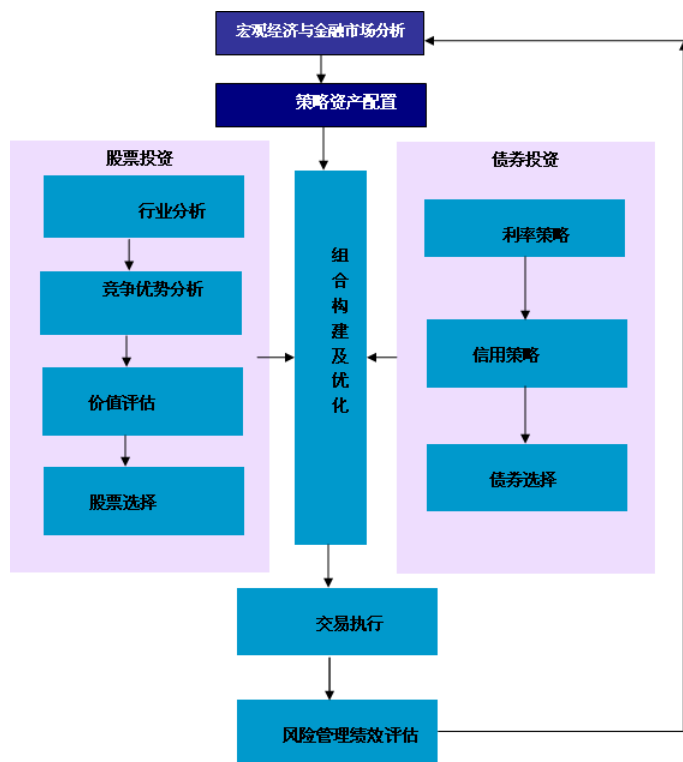 宏观经济与金融市场分析
策略资产配置
股票投资
行业分析
竞争优势分析
价值评估
股票选择
组
合
构
建
及
优
化
债券投资
利率策略
信用策略
债券选择
交易执行
风险管理绩效评估